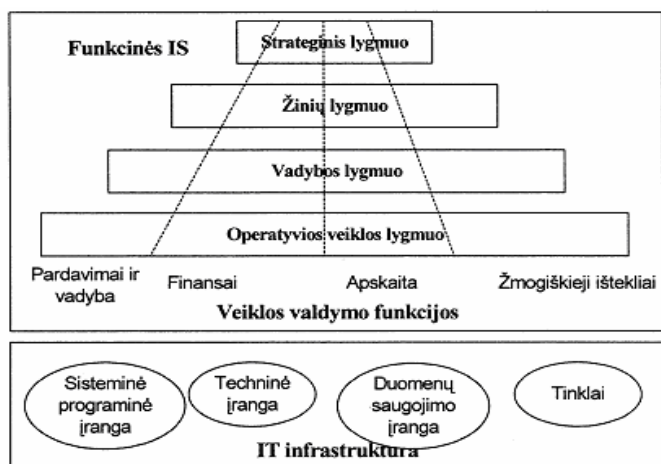 Funkcinės IS
Strateginis lygmuo
Žinių lygmuo
Vadybos lygmuo
Operatyvios veiklos lygmuo
Pardavimai ir
vadyba
Finansai
Apskaita
Žmogiškieji ištekliai
Veiklos valdymo funkcijos
Sisteminė
programinė
įranga
Techninė
įranga
Duomenų
saugojimo
įranga
Tinklai
IT infrastruktūra